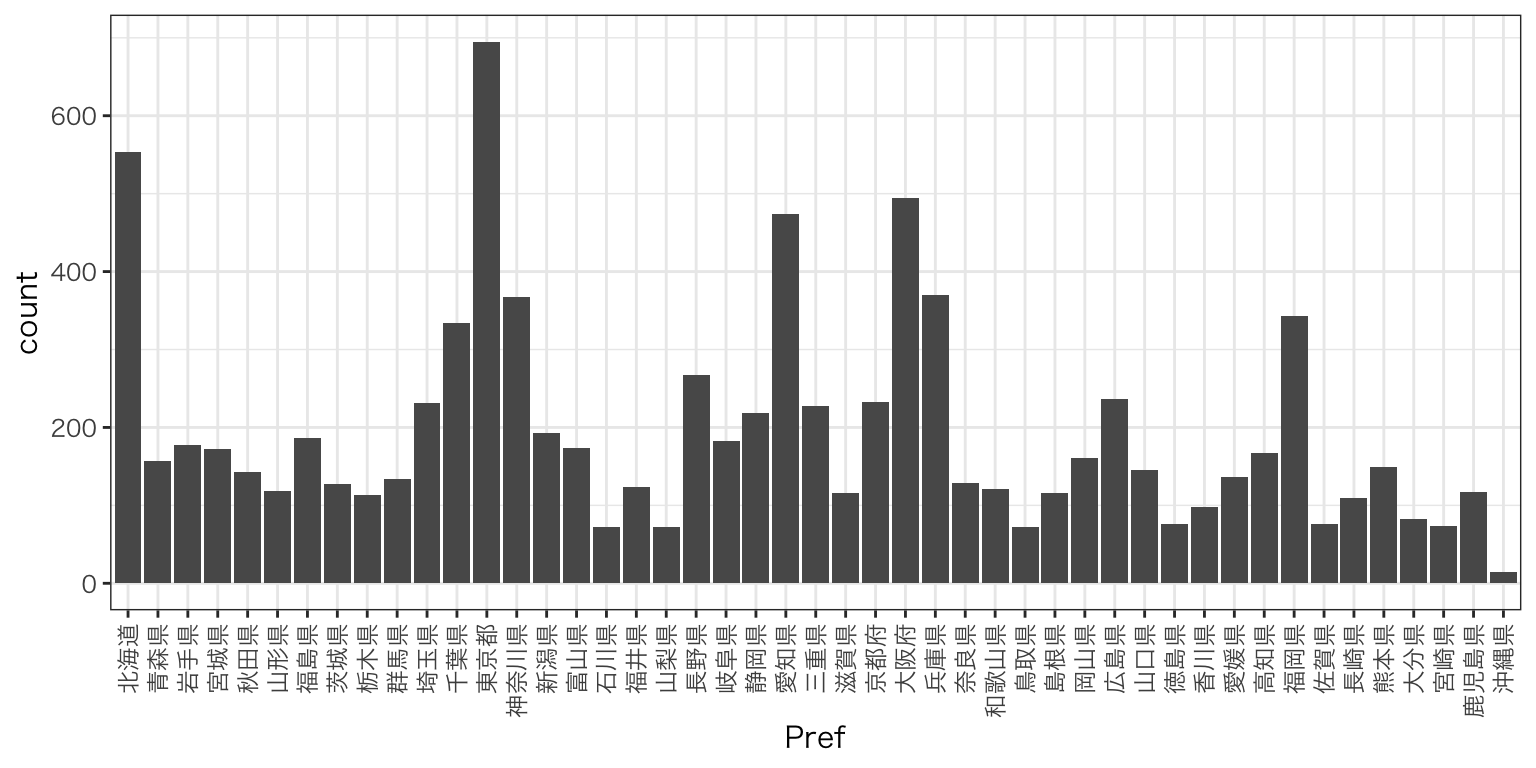 count
600
400
200
0
北海道
青森県
岩手県
宮城県
秋田県
山形県
福島県
茨城県
栃木県
群馬県
埼玉県
千葉県
東京都
神奈川県
新潟県
富山県
石川県
福井県
山梨県
長野県
岐阜県
静岡県
愛知県
三重県
滋賀県
京都府
大阪府
兵庫県
奈良県
和歌山県
鳥取県
島根県
岡山県
広島県
山口県
徳島県
香川県
愛媛県
高知県
福岡県
佐賀県
長崎県
熊本県
大分県
宮崎県
鹿児島県
沖縄県
Pref